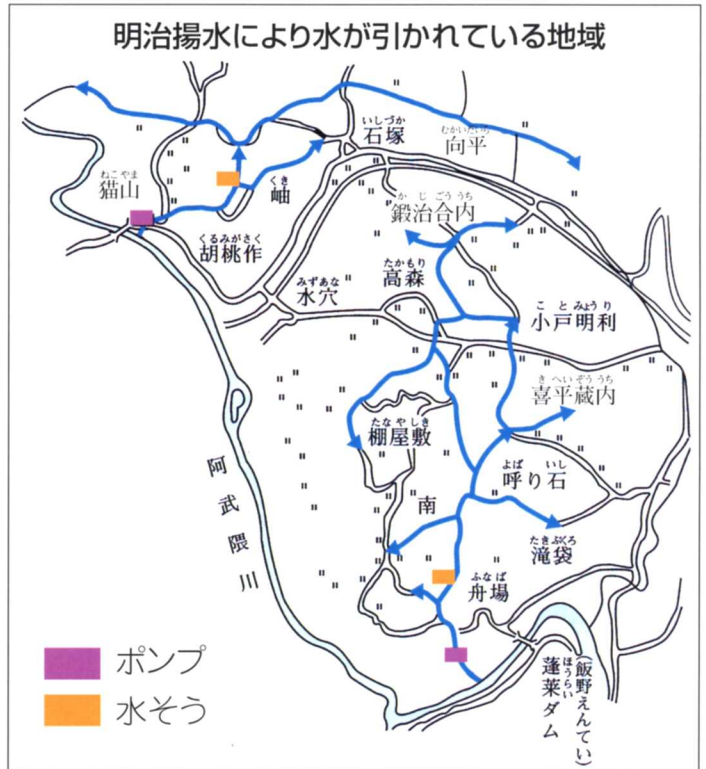 明治揚水により水が引かれている地域
いしづか
石塚
むかいだいら
向平
ねこやま
猫山
くき
岫
かじごううち
鍛治合内
くるみがさく
胡桃作
たかもり
高森
みずあな
水穴
ことみょうり
小戸明利
きへいぞううち
喜平蔵内
たなやしき
棚屋敷
よばいし
呼り石
阿武隈川
南
たきぶくろ
滝袋
ふなば
舟場
ポンプ
水そう
(飯野えんてい)
ほうらい
蓬莱ダム